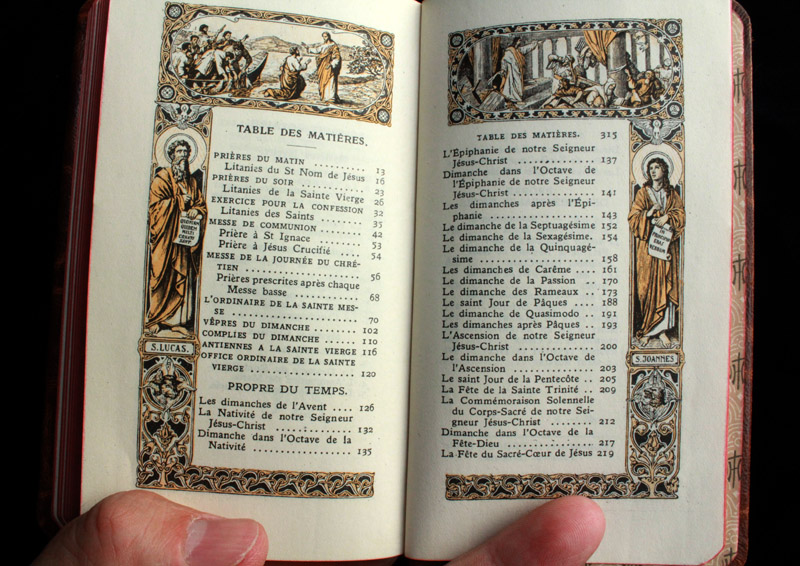 TABLE DES MATIÈRES.
PRIÈRES DU MATIN .......... 13
Litanies du St Nom de Jésus 16
PRIÈRES DU SOIR ........... 23
Litanies de la Sainte Vierge 26
EXERCICE POUR LA CONFESSION 32
Litanies des Saints ....... 35
MESSE DE COMMUNION ........ 42
Prière à St Ignace ........ 53
Prière à Jésus Crucifié .. 54
MESSE DE LA JOURNÉE DU CHRÉ-
TIEN ...................... 56
Prières prescrites après chaque
Messe basse ............ 68
L'ORDINAIRE DE LA SAINTE MES-
SE ..................... 70
VÊPRES DU DIMANCHE ........ 102
COMPLIES DU DIMANCHE ...... 110
ANTIENNES A LA SAINTE VIERGE 116
OFFICE ORDINAIRE DE LA SAINTE
VIERGE .................. 120
PROPRE DU TEMPS.
Les dimanches de l'Avent .... 126
La Nativité de notre Seigneur
Jésus-Christ ............ 132
Dimanche dans l'Octave de la
Nativité ................ 135
S. LUCAS.
TABLE DES MATIÈRES. 315
L'Épiphanie de notre Seigneur
Jésus-Christ .............. 137
Dimanche dans l'Octave de
l'Épiphanie de notre Seigneur
Jésus-Christ .............. 141
Les dimanches après l'Épi-
phanie .................... 143
Le dimanche de la Septuagésime 152
Le dimanche de la Sexagésime. 154
Le dimanche de la Quinquagé-
sime ...................... 158
Les dimanches de Carême .... 161
Le dimanche de la Passion .. 170
Le dimanche des Rameaux .. 173
Le saint Jour de Pâques .... 188
Le dimanche de Quasimodo .. 191
Les dimanches après Pâques .. 193
L'Ascension de notre Seigneur
Jésus-Christ .............. 200
Le dimanche dans l'Octave de
l'Ascension ............... 203
Le saint Jour de la Pentecôte .. 205
La Fête de la Sainte Trinité .. 209
La Commémoraison Solennelle
du Corps-Sacré de notre Sei-
gneur Jésus-Christ ........ 212
Dimanche dans l'Octave de la
Fête-Dieu ................. 217
La Fête du Sacré-Cœur de Jésus 219
S. JOANNES.